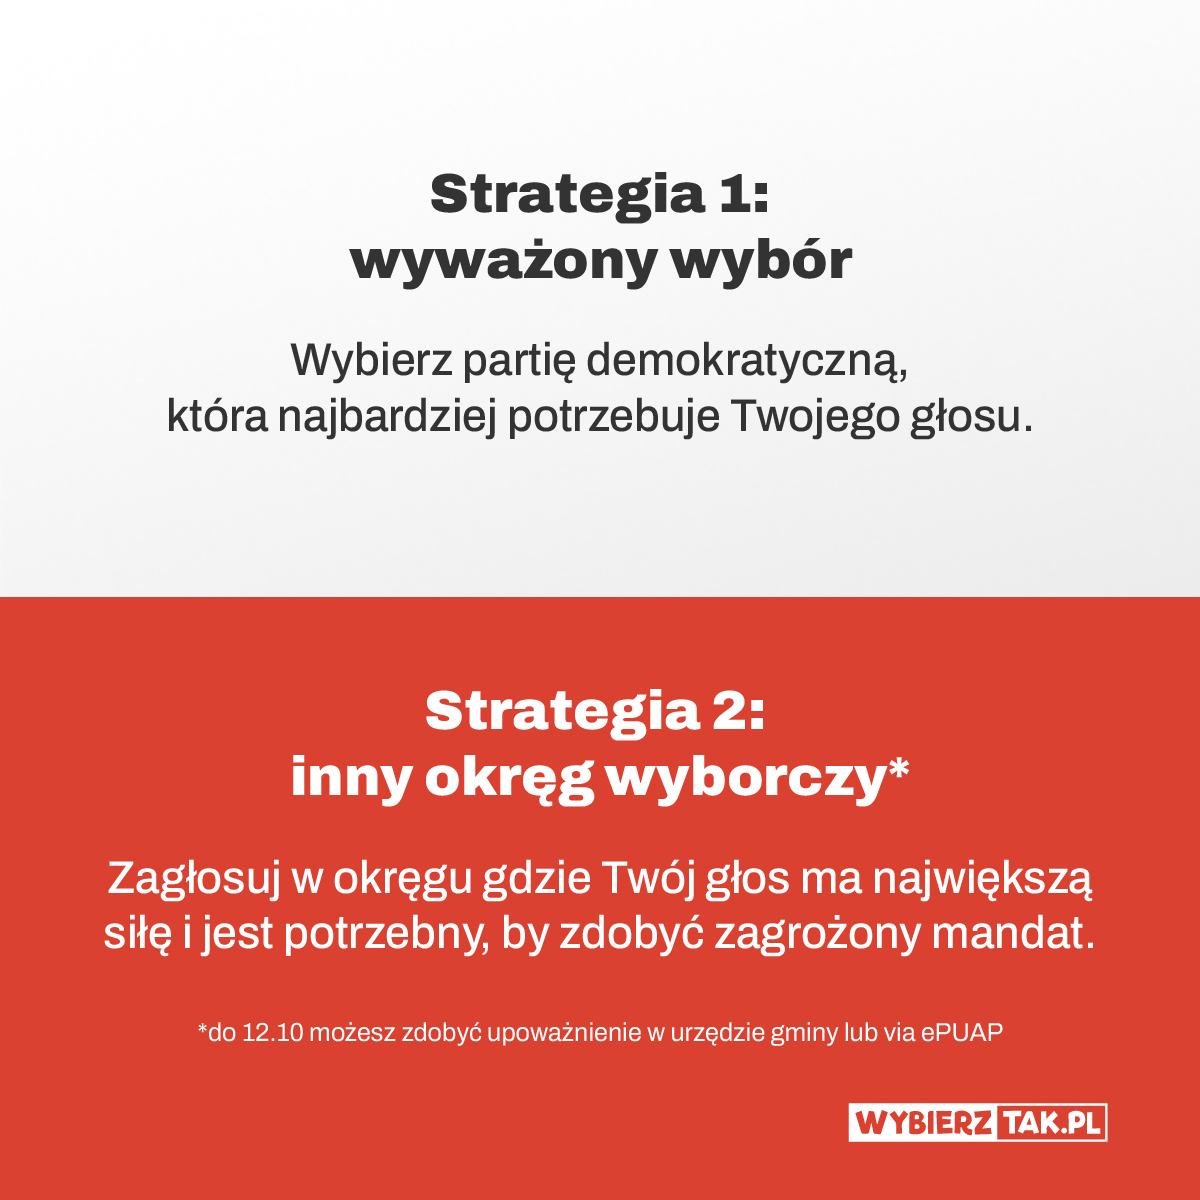 Strategia 1:
wyważony wybór
Wybierz partię demokratyczną,
która najbardziej potrzebuje Twojego głosu.
Strategia 2:
inny okręg wyborczy*
Zagłosuj w okręgu gdzie Twój głos ma największą
siłę i jest potrzebny, by zdobyć zagrożony mandat.
*do 12.10 możesz zdobyć upoważnienie w urzędzie gminy lub via ePUAP
WYBIERZ TAK.PL